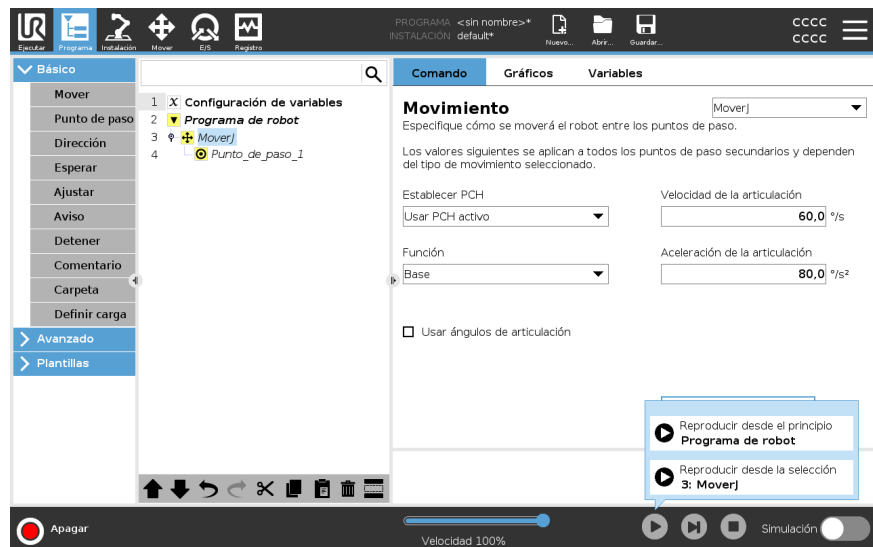 UR
PROGRAMA <sin nombre>*
INSTALACIÓN default*
CCCC
CCCC
Ejecutar Programa Instalación Mover E/S Registro
Nuevo... Abrir... Guardar...
Básico
Mover
Punto de paso
Dirección
Esperar
Ajustar
Aviso
Detener
Comentario
Carpeta
Definir carga
Avanzado
Plantillas
1 X Configuración de variables
2 Programa de robot
3 MoverJ
4 Punto_de_paso_1
Comando Gráficos Variables
Movimiento
MoverJ
Especifique cómo se moverá el robot entre los puntos de paso.
Los valores siguientes se aplican a todos los puntos de paso secundarios y dependen
del tipo de movimiento seleccionado.
Establecer PCH
Velocidad de la articulación
Usar PCH activo
60,0 °/s
Función
Aceleración de la articulación
Base
80,0 °/s²
Usar ángulos de articulación
Reproducir desde el principio
Programa de robot
Reproducir desde la selección
3: MoverJ
Apagar
Velocidad 100%
Simulación